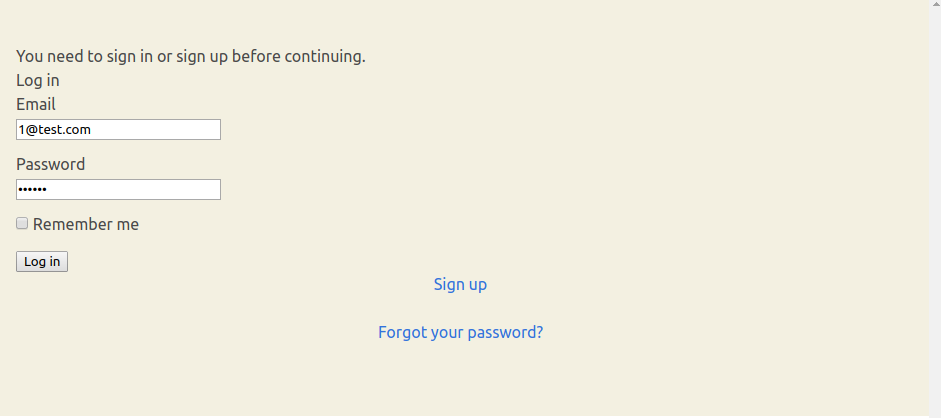 You need to sign in or sign up before continuing.
Log in
Email
1@test.com
Password
••••••
Remember me
Log in
Sign up
Forgot your password?